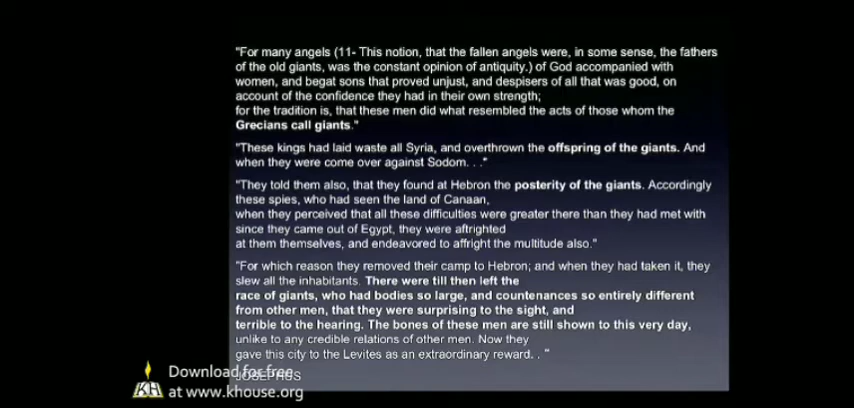 "For many angels (11- This notion, that the fallen angels were, in some sense, the fathers
of the old giants, was the constant opinion of antiquity.) of God accompanied with
women, and begat sons that proved unjust, and despisers of all that was good, on
account of the confidence they had in their own strength;
for the tradition is, that these men did what resembled the acts of those whom the
Grecians call giants."
"These kings had laid waste all Syria, and overthrown the offspring of the giants. And
when they were come over against Sodom. . ."
"They told them also, that they found at Hebron the posterity of the giants. Accordingly
these spies, who had seen the land of Canaan,
when they perceived that all these difficulties were greater there than they had met with
since they came out of Egypt, they were aftrighted
at them themselves, and endeavored to affright the multitude also."
"For which reason they removed their camp to Hebron; and when they had taken it, they
slew all the inhabitants. There were till then left the
race of giants, who had bodies so large, and countenances so entirely different
from other men, that they were surprising to the sight, and
terrible to the hearing. The bones of these men are still shown to this very day,
unlike to any credible relations of other men. Now they
gave this city to the Levites as an extraordinary reward. . "
JOSEPHUS
KH
Download for free
at www.khouse.org